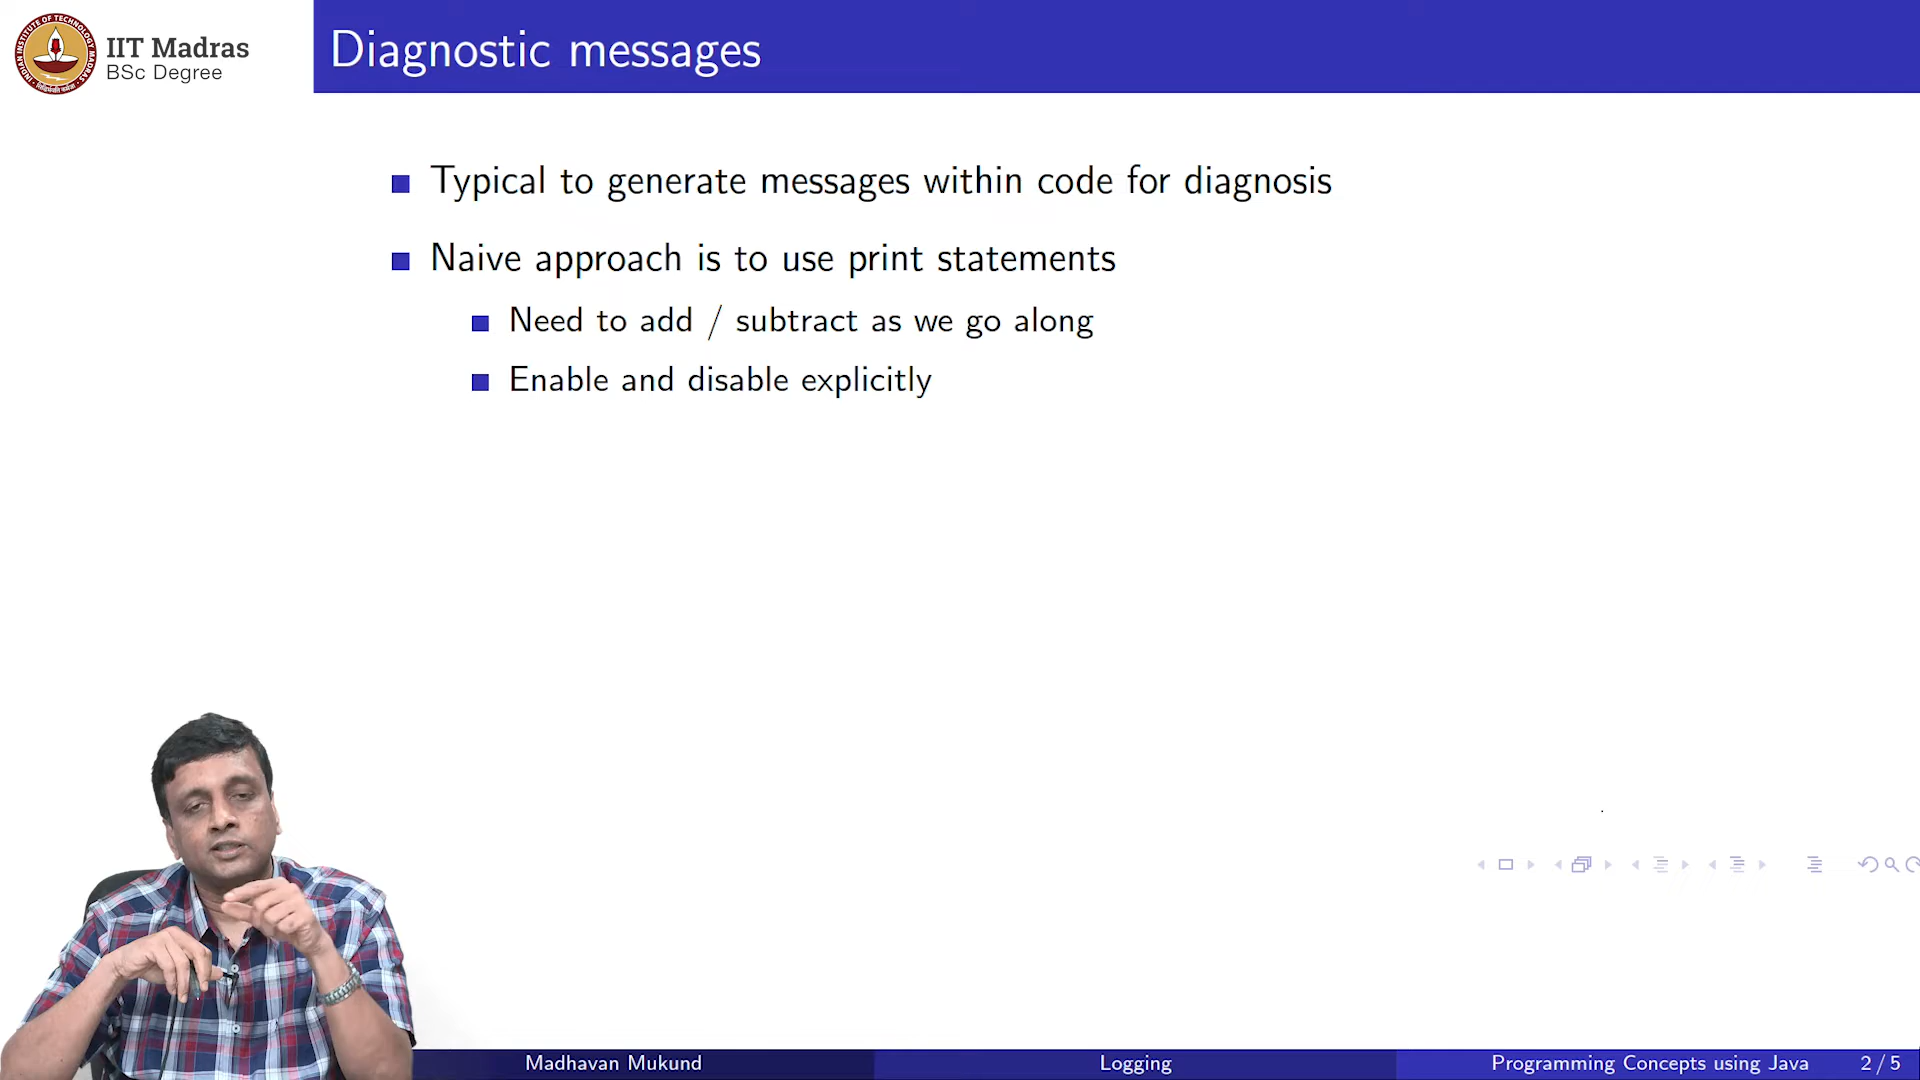 IIT Madras
BSc Degree
Diagnostic messages
Typical to generate messages within code for diagnosis
Naive approach is to use print statements
Need to add / subtract as we go along
Enable and disable explicitly
Madhavan Mukund
Logging
Programming Concepts using Java
2 / 5